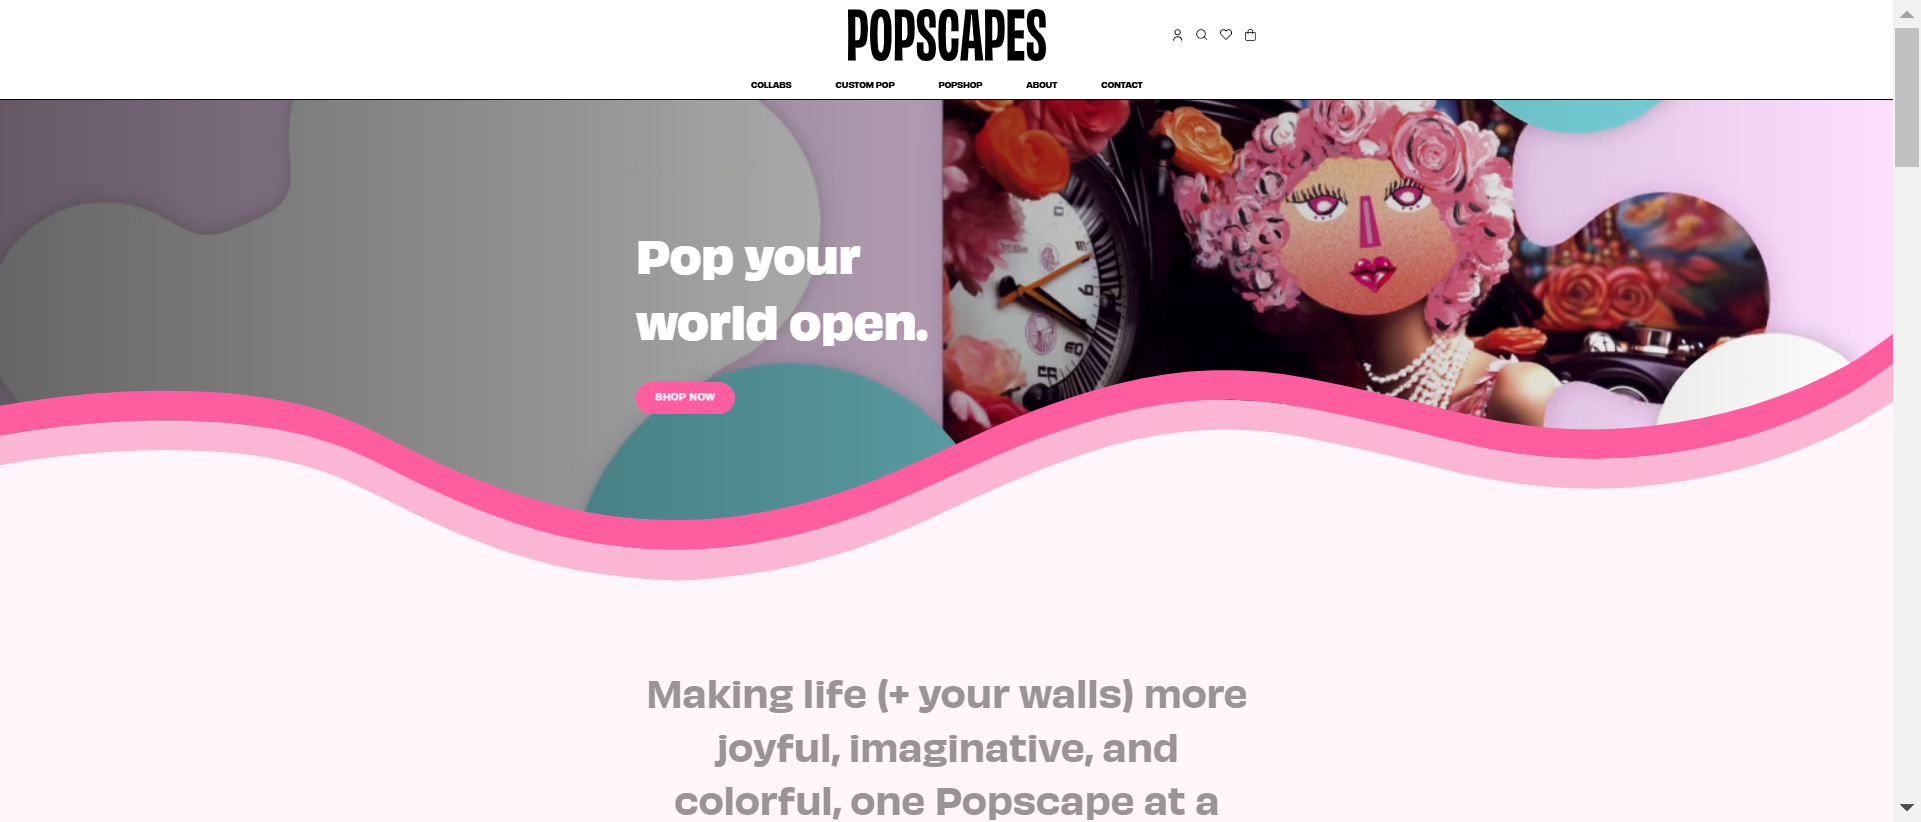 POPSCAPES
COLLABS CUSTOM POP POPSHOP ABOUT CONTACT
Pop your
world open.
SHOP NOW
Making life (+ your walls) more
joyful, imaginative, and
colorful, one Popscape at a